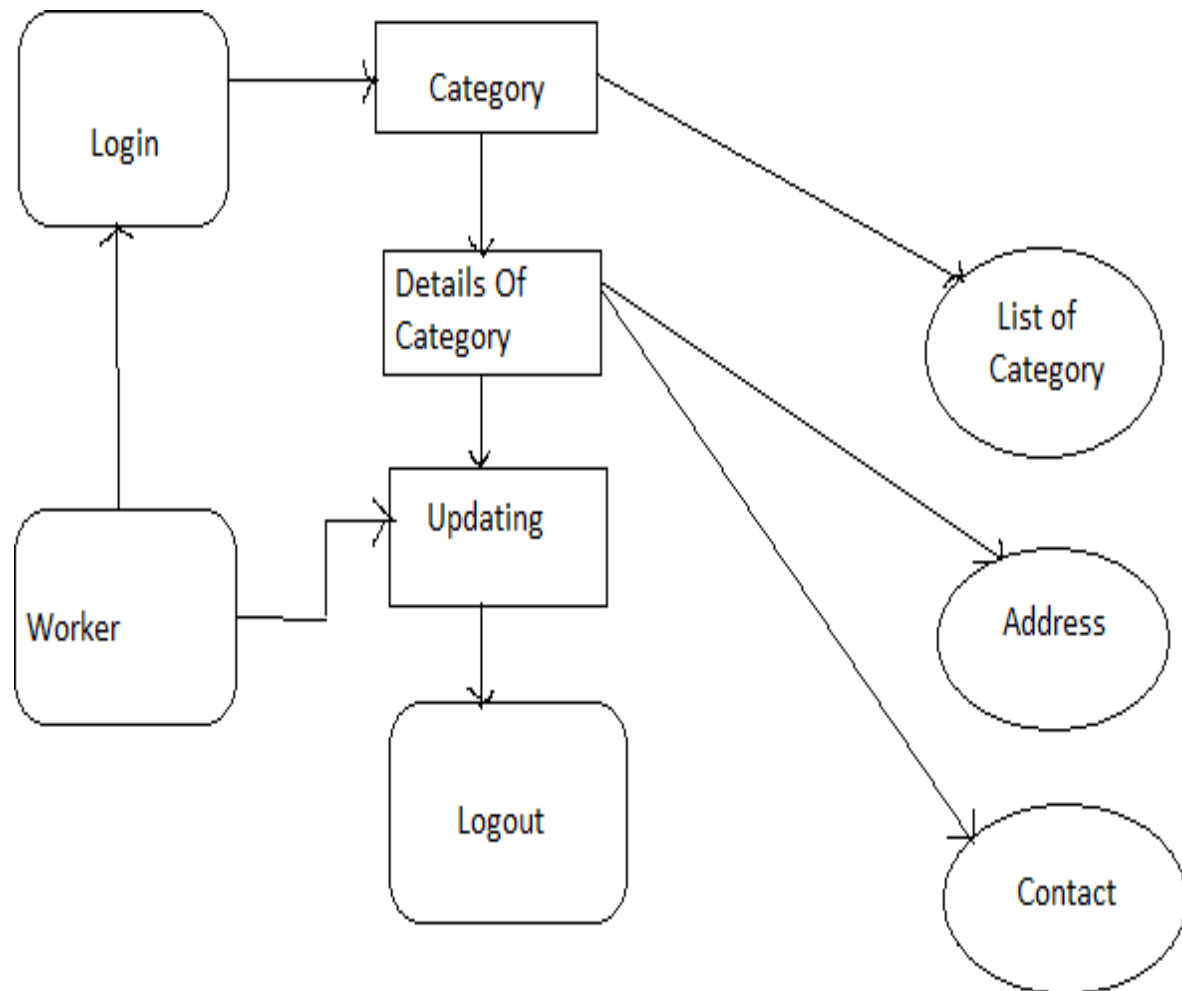 Category
Login
Details Of
Category
List of
Category
Updating
Worker
Address
Logout
Contact